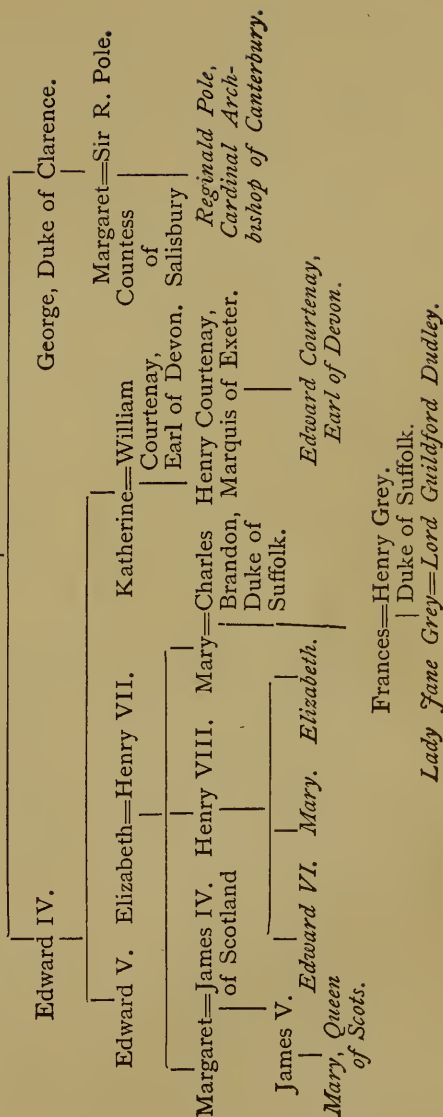 Edward IV.
George, Duke of Clarence.
Edward V. Elizabeth=Henry VII.
Katherine=William
Courtenay,
Earl of Devon.
Margaret=Sir R. Pole.
Countess
of
Salisbury
Margaret=James IV.
of Scotland
Henry VIII.
Mary=Charles
Brandon,
Duke of
Suffolk.
Henry Courtenay,
Marquis of Exeter.
Reginald Pole,
Cardinal Arch-
bishop of Canterbury.
James V.
Edward VI. Mary. Elizabeth.
Edward Courtenay,
Earl of Devon.
Mary, Queen
of Scots.
Frances=Henry Grey.
Duke of Suffolk.
Lady Jane Grey=Lord Guildford Dudley.